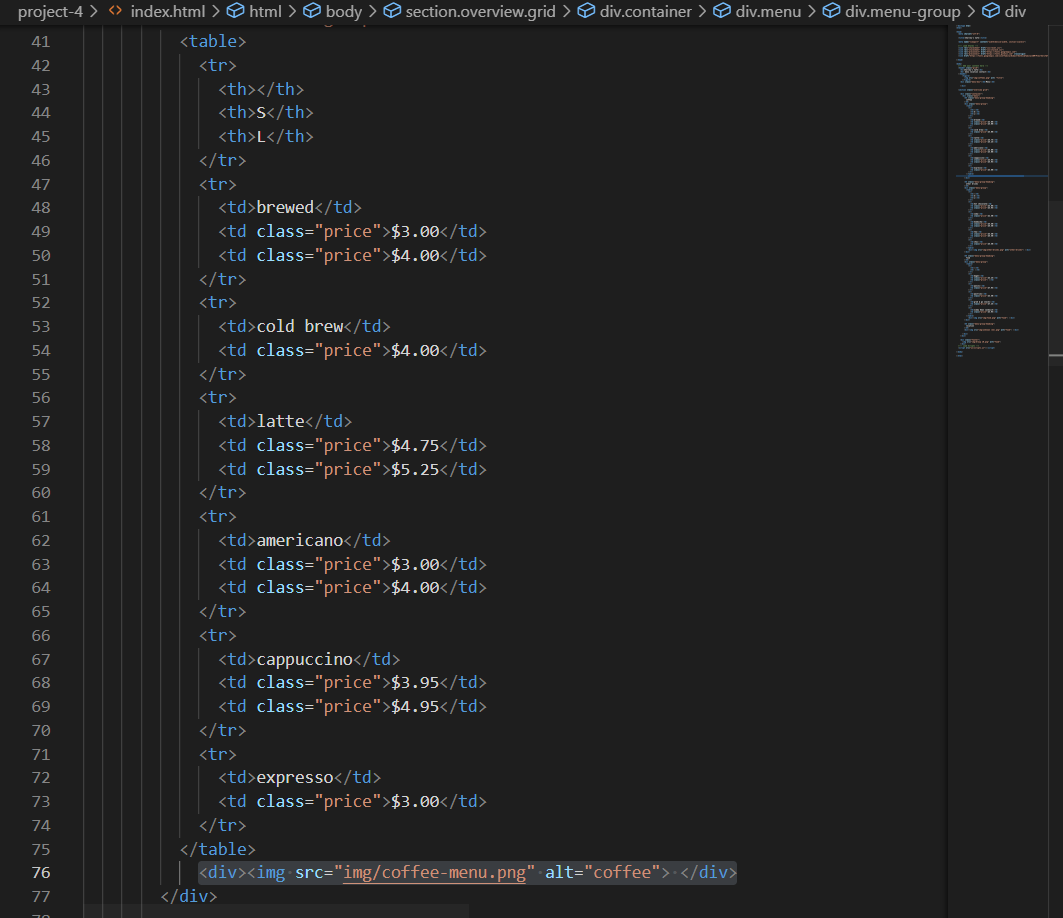 project-4 > <> index.html > html > body > section.overview.grid > div.container > div.menu > div.menu-group > div
41 <table>
42 <tr>
43 <th></th>
44 <th>S</th>
45 <th>L</th>
46 </tr>
47 <tr>
48 <td>brewed</td>
49 <td class="price">$3.00</td>
50 <td class="price">$4.00</td>
51 </tr>
52 <tr>
53 <td>cold brew</td>
54 <td class="price">$4.00</td>
55 </tr>
56 <tr>
57 <td>latte</td>
58 <td class="price">$4.75</td>
59 <td class="price">$5.25</td>
60 </tr>
61 <tr>
62 <td>americano</td>
63 <td class="price">$3.00</td>
64 <td class="price">$4.00</td>
65 </tr>
66 <tr>
67 <td>cappuccino</td>
68 <td class="price">$3.95</td>
69 <td class="price">$4.95</td>
70 </tr>
71 <tr>
72 <td>expresso</td>
73 <td class="price">$3.00</td>
74 </tr>
75 </table>
76 <div><img src="img/coffee-menu.png" alt="coffee"> </div>
77 </div>